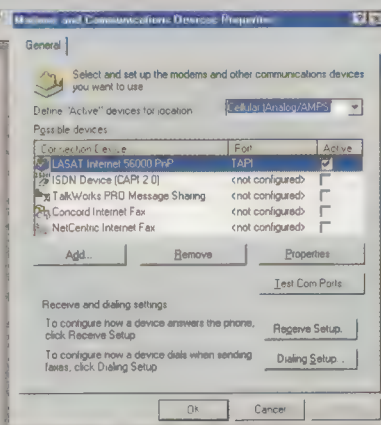 Modems and Communications Devices Properties
General
Select and set up the modems and other communications devices
you want to use
Define "Active" devices for location
Cellular (Analog/AMPS
Possible devices
Connection Device Port Active
LASAT Internet 56000 PnP TAPI
ISDN Device (CAPI 2.0) <not configured>
TalkWorks PRO Message Sharing <not configured>
Concord Internet Fax <not configured>
NetCentric Internet Fax <not configured>
Add... Remove Properties
Test Com Ports
Receive and dialing settings
To configure how a device answers the phone,
click Receive Setup
Receive Setup.
To configure how a device dials when sending
faxes, click Dialing Setup
Dialing Setup...
OK Cancel